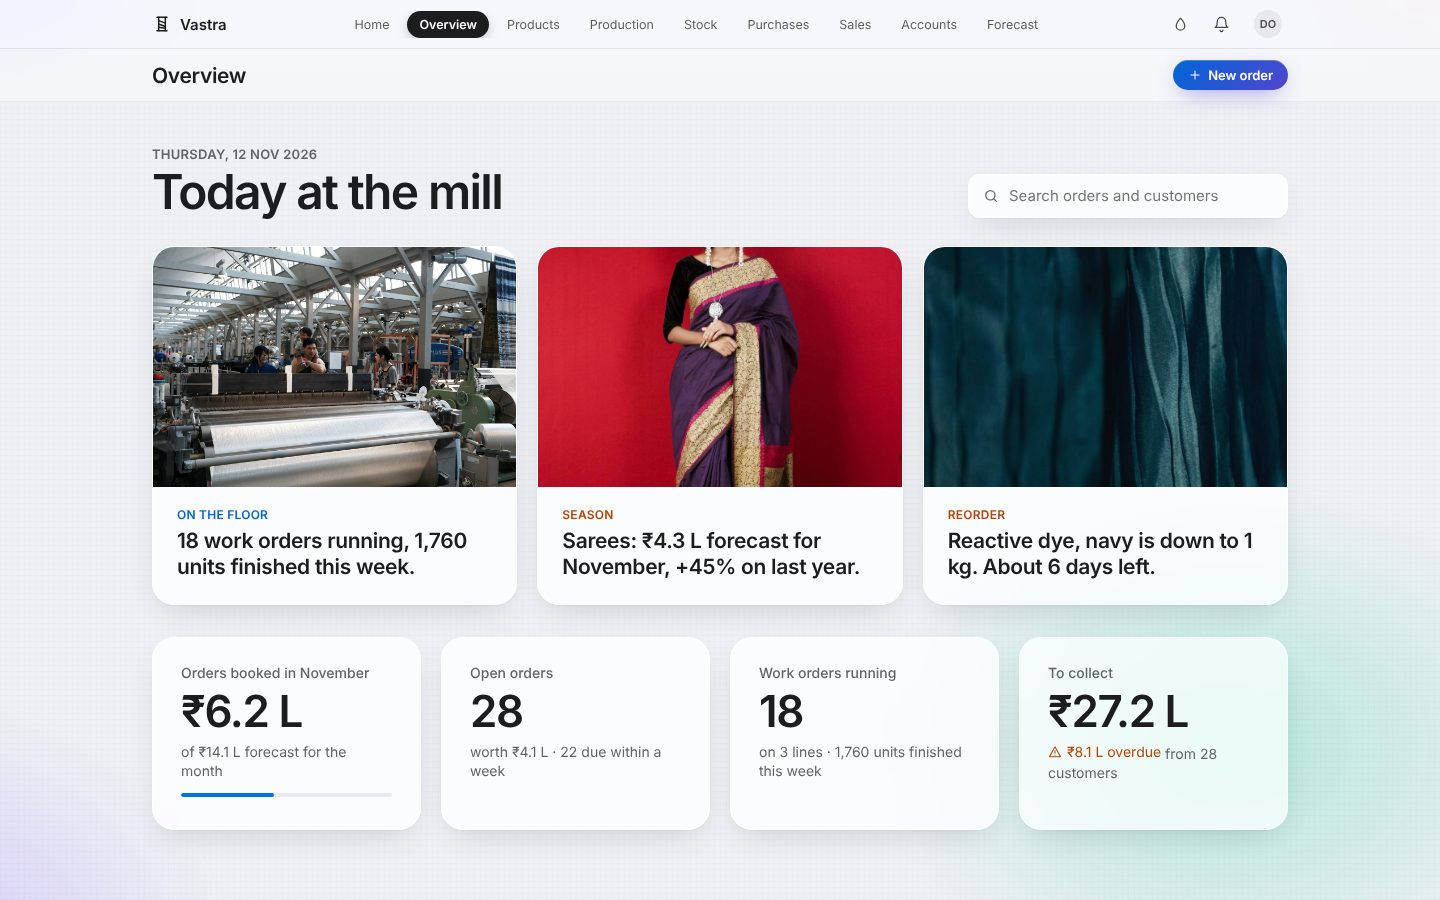 Vastra
Home
Overview
Products
Production
Stock
Purchases
Sales
Accounts
Forecast
DO
Overview
New order
THURSDAY, 12 NOV 2026
Today at the mill
Search orders and customers
ON THE FLOOR
18 work orders running, 1,760
units finished this week.
SEASON
Sarees: ₹4.3 L forecast for
November, +45% on last year.
REORDER
Reactive dye, navy is down to 1
kg. About 6 days left.
Orders booked in November
₹6.2 L
of ₹14.1 L forecast for the
month
Open orders
28
worth ₹4.1 L · 22 due within a
week
Work orders running
18
on 3 lines · 1,760 units finished
this week
To collect
₹27.2 L
₹8.1 L overdue from 28
customers